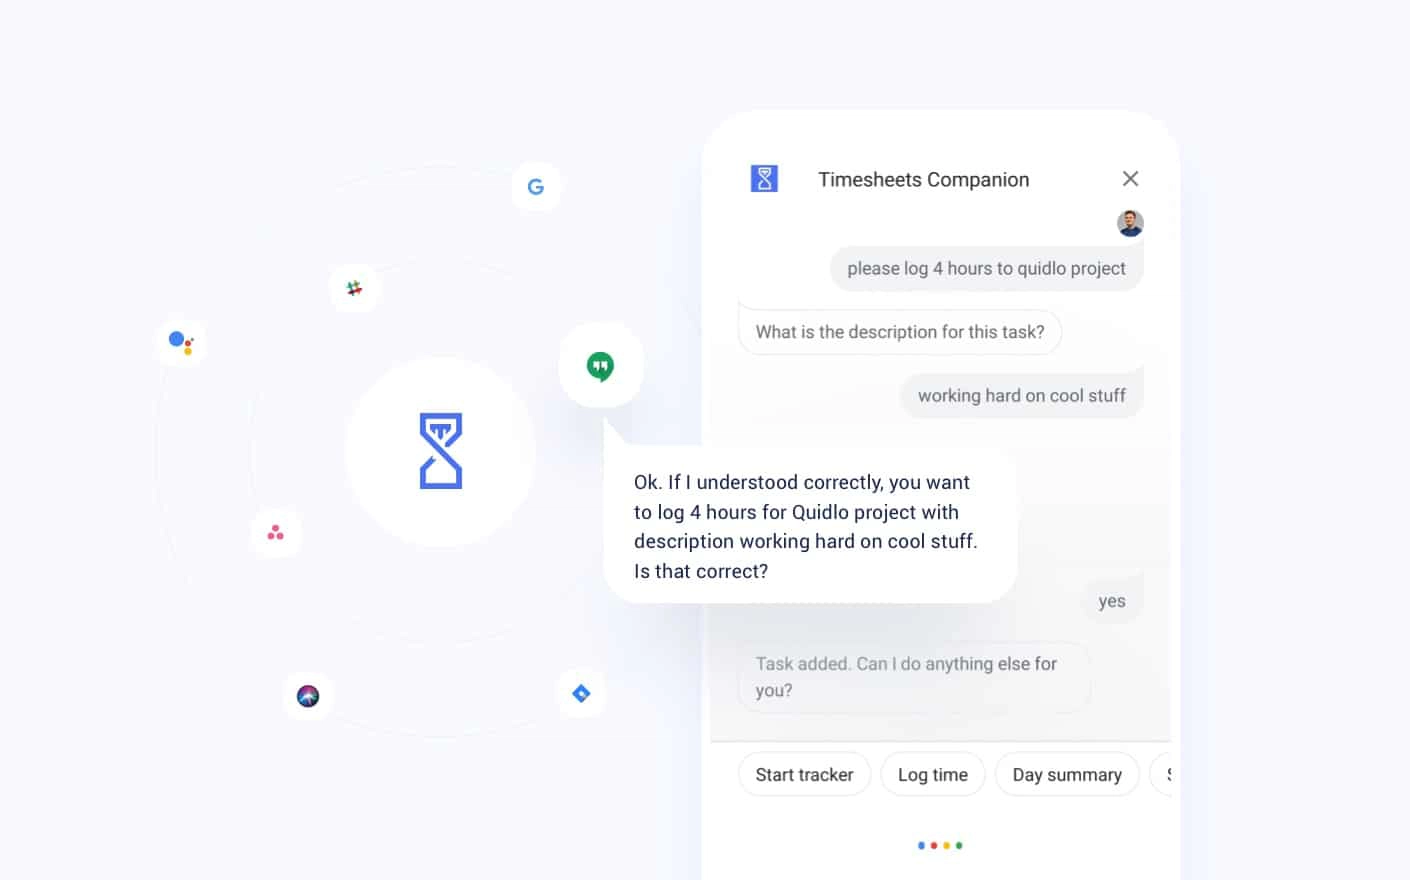 Timesheets Companion
please log 4 hours to quidlo project
What is the description for this task?
working hard on cool stuff
Ok. If I understood correctly, you want
to log 4 hours for Quidlo project with
description working hard on cool stuff.
Is that correct?
yes
Task added. Can I do anything else for
you?
Start tracker
Log time
Day summary